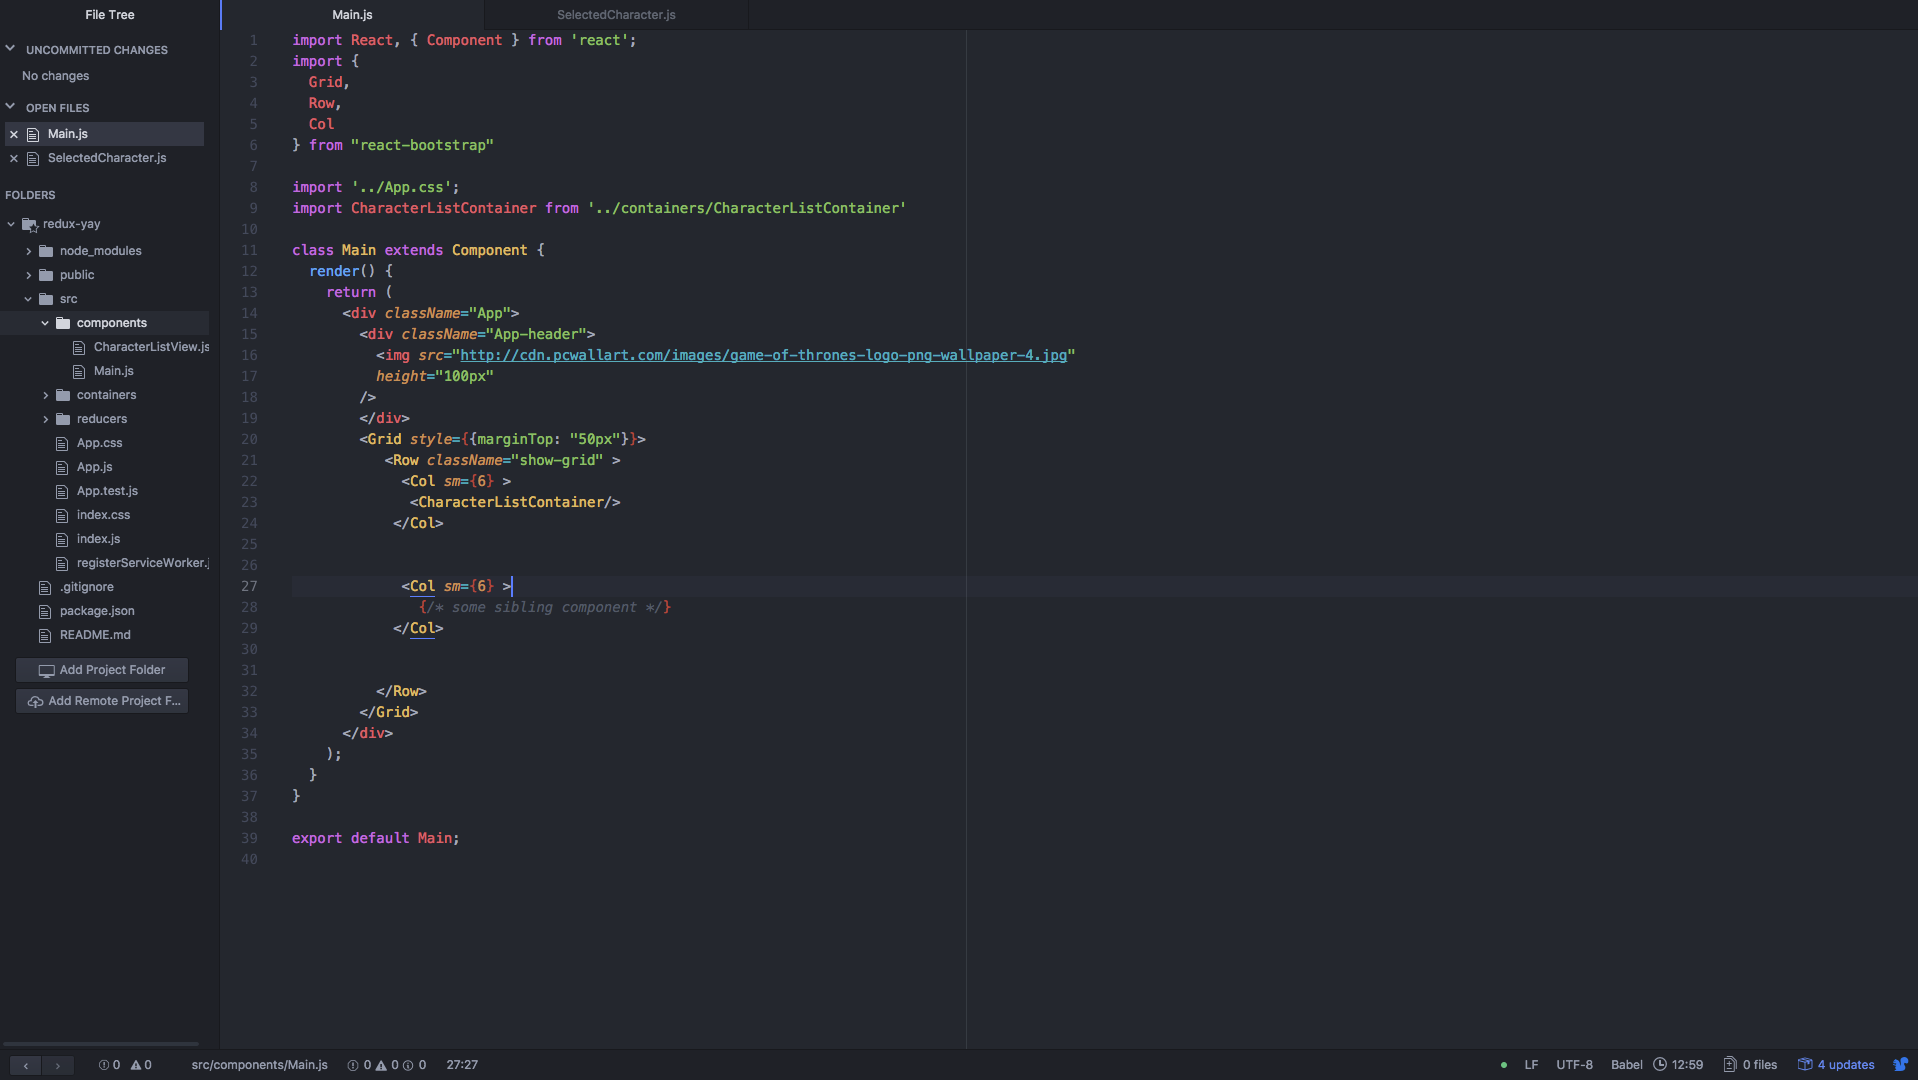 File Tree
UNCOMMITTED CHANGES
No changes
OPEN FILES
Main.js
SelectedCharacter.js
FOLDERS
redux-yay
node_modules
public
src
components
CharacterListView.js
Main.js
containers
reducers
App.css
App.js
App.test.js
index.css
index.js
registerServiceWorker.j
.gitignore
package.json
README.md
Add Project Folder
Add Remote Project F...
Main.js
SelectedCharacter.js
1 import React, { Component } from 'react';
2 import {
3 Grid,
4 Row,
5 Col
6 } from "react-bootstrap"
7
8 import '../App.css';
9 import CharacterListContainer from '../containers/CharacterListContainer'
10
11 class Main extends Component {
12 render() {
13 return (
14 <div className="App">
15 <div className="App-header">
16 <img src="http://cdn.pcwallart.com/images/game-of-thrones-logo-png-wallpaper-4.jpg"
17 height="100px"
18 />
19 </div>
20 <Grid style={{marginTop: "50px"}}>
21 <Row className="show-grid" >
22 <Col sm={6} >
23 <CharacterListContainer/>
24 </Col>
25
26
27 <Col sm={6} >
28 {/* some sibling component */}
29 </Col>
30
31
32 </Row>
33 </Grid>
34 </div>
35 );
36 }
37 }
38
39 export default Main;
40
0 0 src/components/Main.js 0 0 0 27:27 LF UTF-8 Babel 12:59 0 files 4 updates